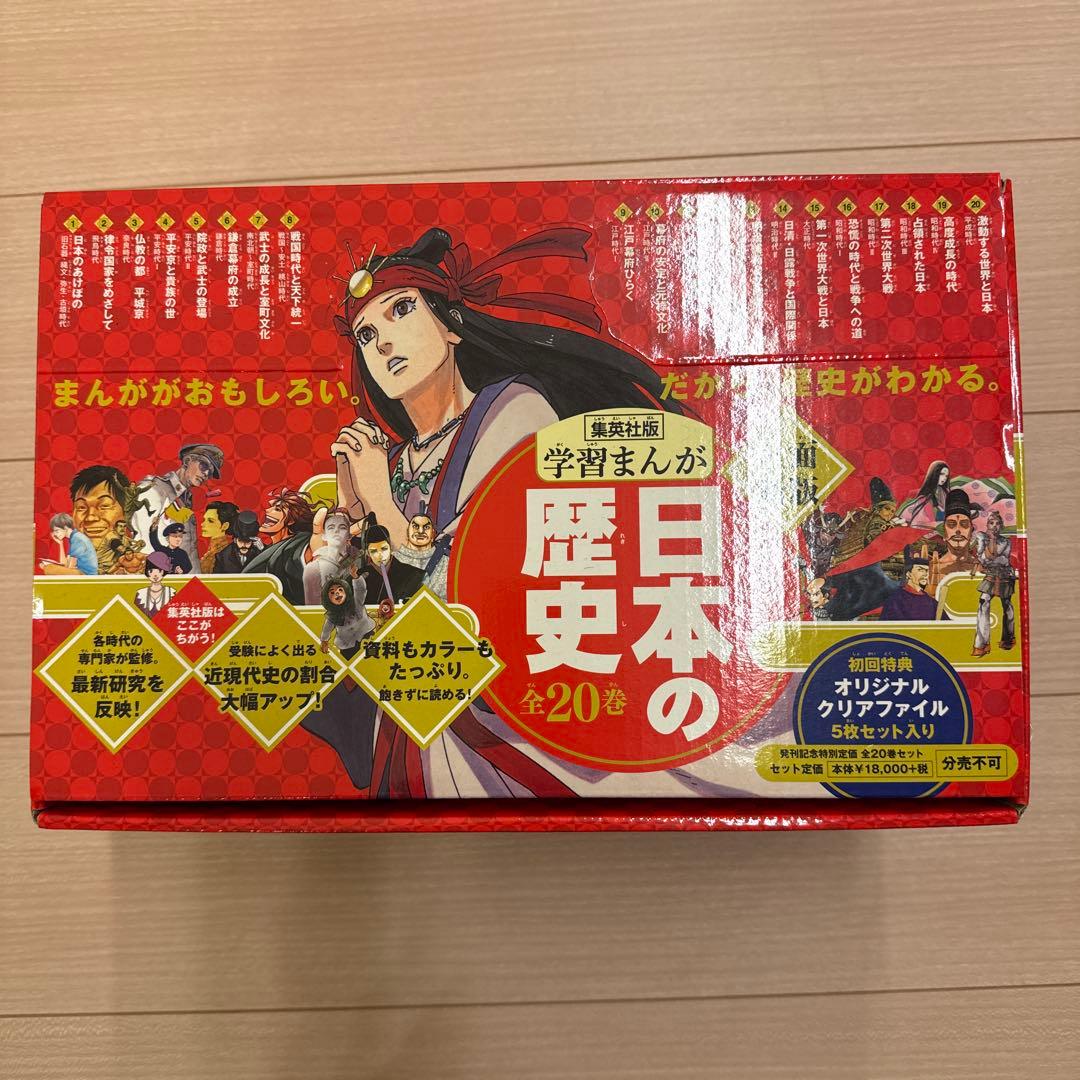 1
日本のあけぼの
旧石器・縄文・弥生・古墳時代
2
律令国家をめざして
飛鳥時代
3
仏教の都 平城京
奈良時代
4
平安京と貴族の世
平安時代Ⅰ
5
院政と武士の登場
平安時代Ⅱ
6
鎌倉幕府の成立
鎌倉時代
7
武士の成長と室町文化
南北朝〜室町時代
8
戦国時代と天下統一
戦国〜安土・桃山時代
9
江戸幕府ひらく
江戸時代Ⅰ
10
幕府の安定と元禄文化
江戸時代Ⅱ
14
日清・日露戦争と国際関係
明治時代Ⅱ
15
第一次世界大戦と日本
大正時代
16
恐慌の時代と戦争への道
昭和時代Ⅰ
17
第二次世界大戦
昭和時代Ⅱ
18
占領された日本
昭和時代Ⅲ
19
高度成長の時代
昭和時代Ⅳ
20
激動する世界と日本
平成時代
まんががおもしろい。
だか 歴史がわかる。
集英社版
学習まんが
日本の
歴史
全20巻
集英社版は
ここが
ちがう!
各時代の
専門家が監修。
最新研究を
反映!
受験によく出る
近現代史の割合
大幅アップ!
資料もカラーも
たっぷり。
飽きずに読める!
初回特典
オリジナル
クリアファイル
5枚セット入り
発刊記念特別定価 全20巻セット
セット定価 本体¥18,000+税
分売不可